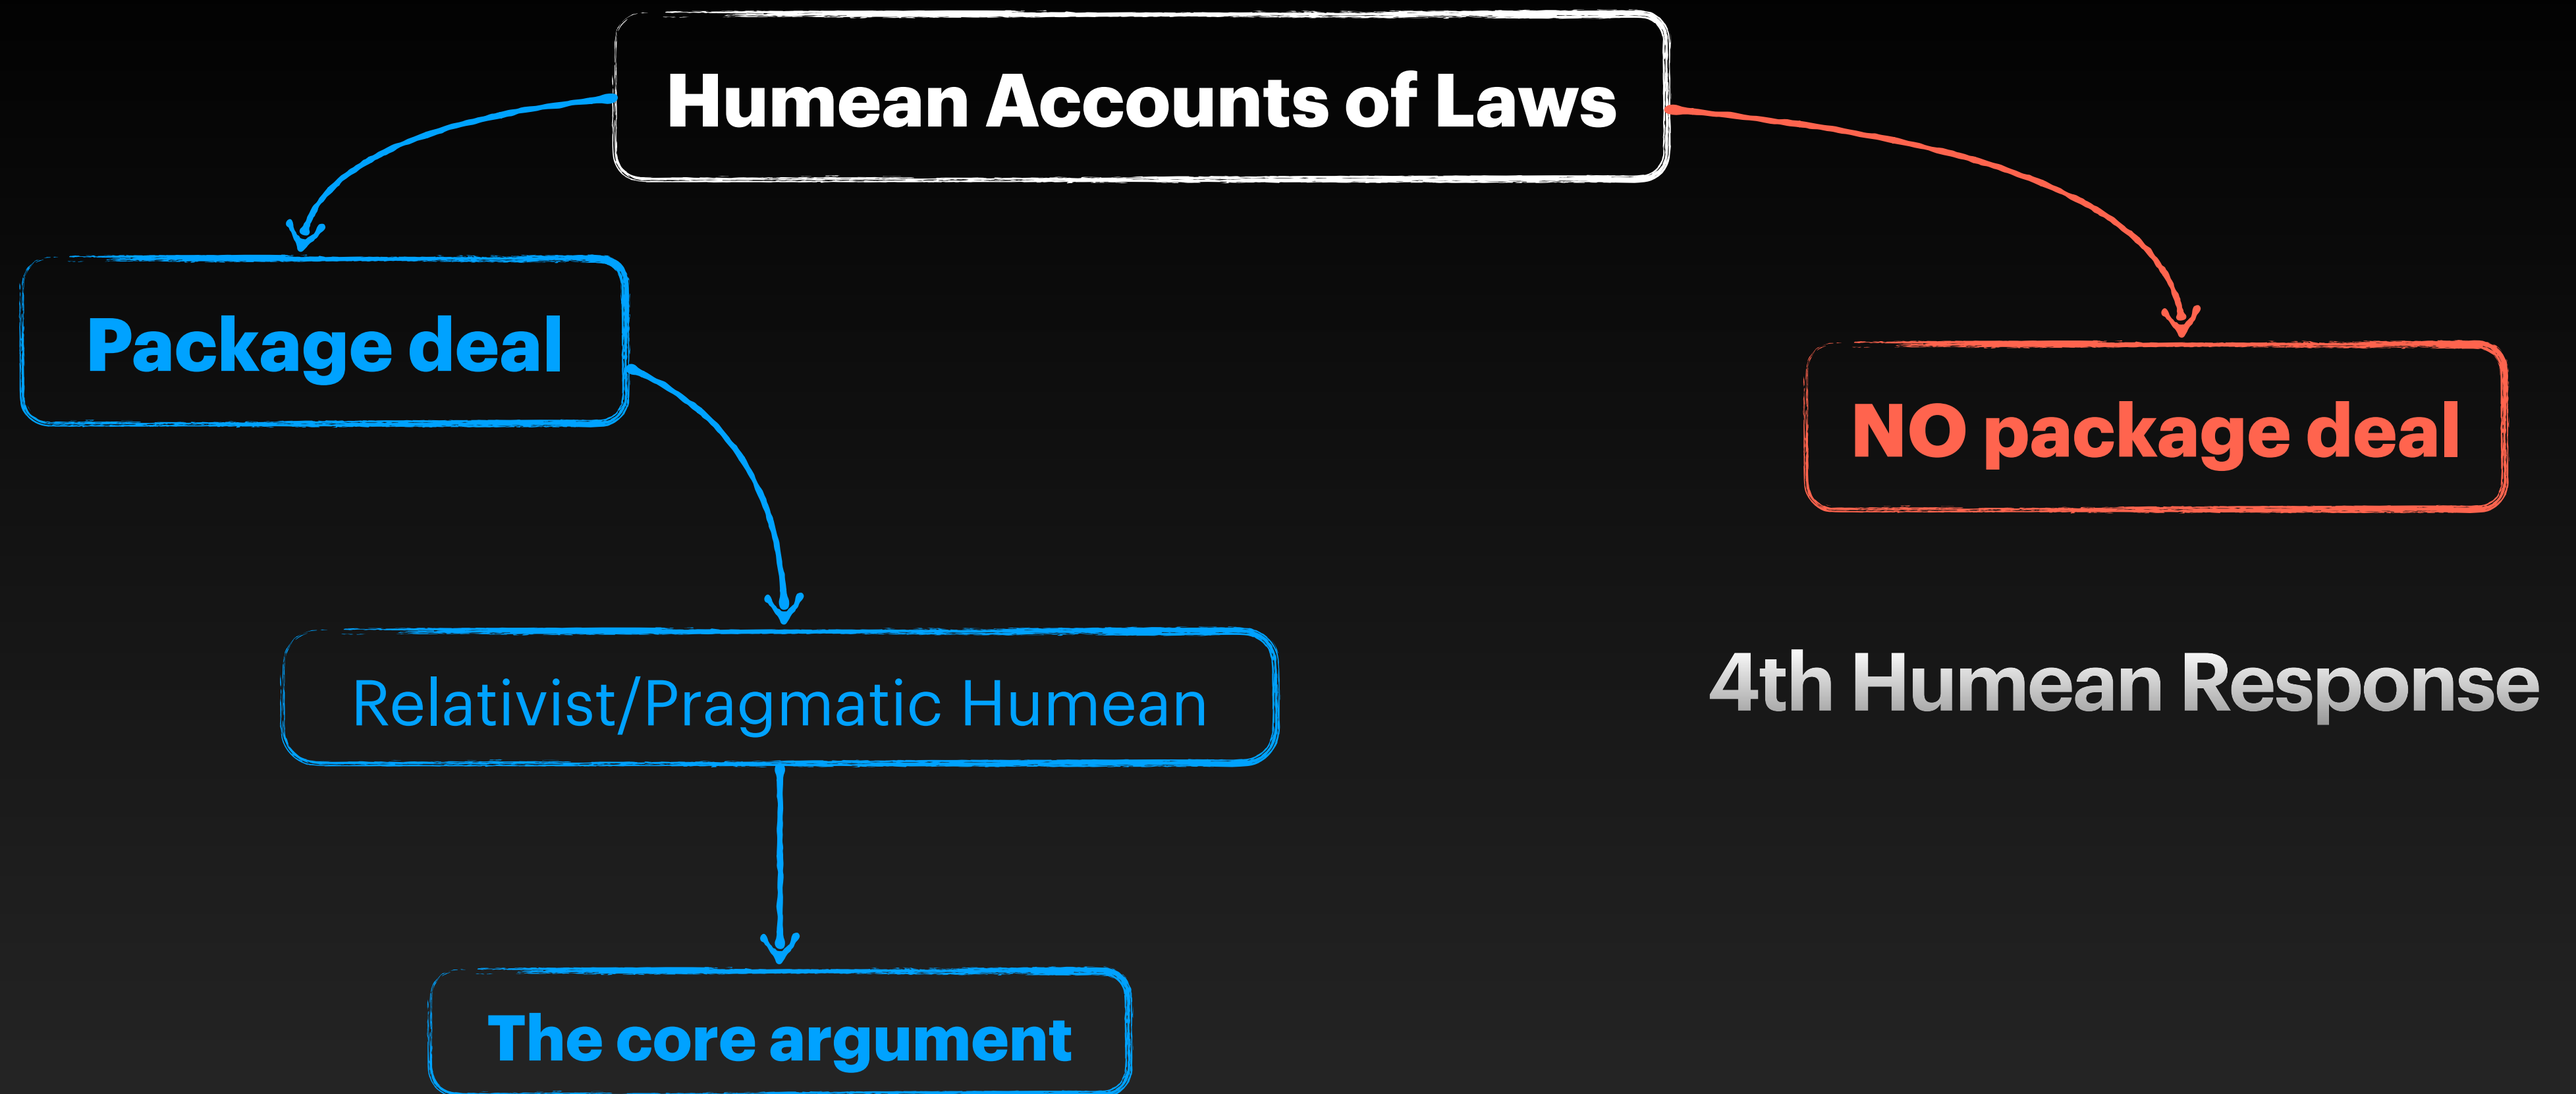 Humean Accounts of Laws
Package deal
NO package deal
Relativist/Pragmatic Humean
4th Humean Response
The core argument